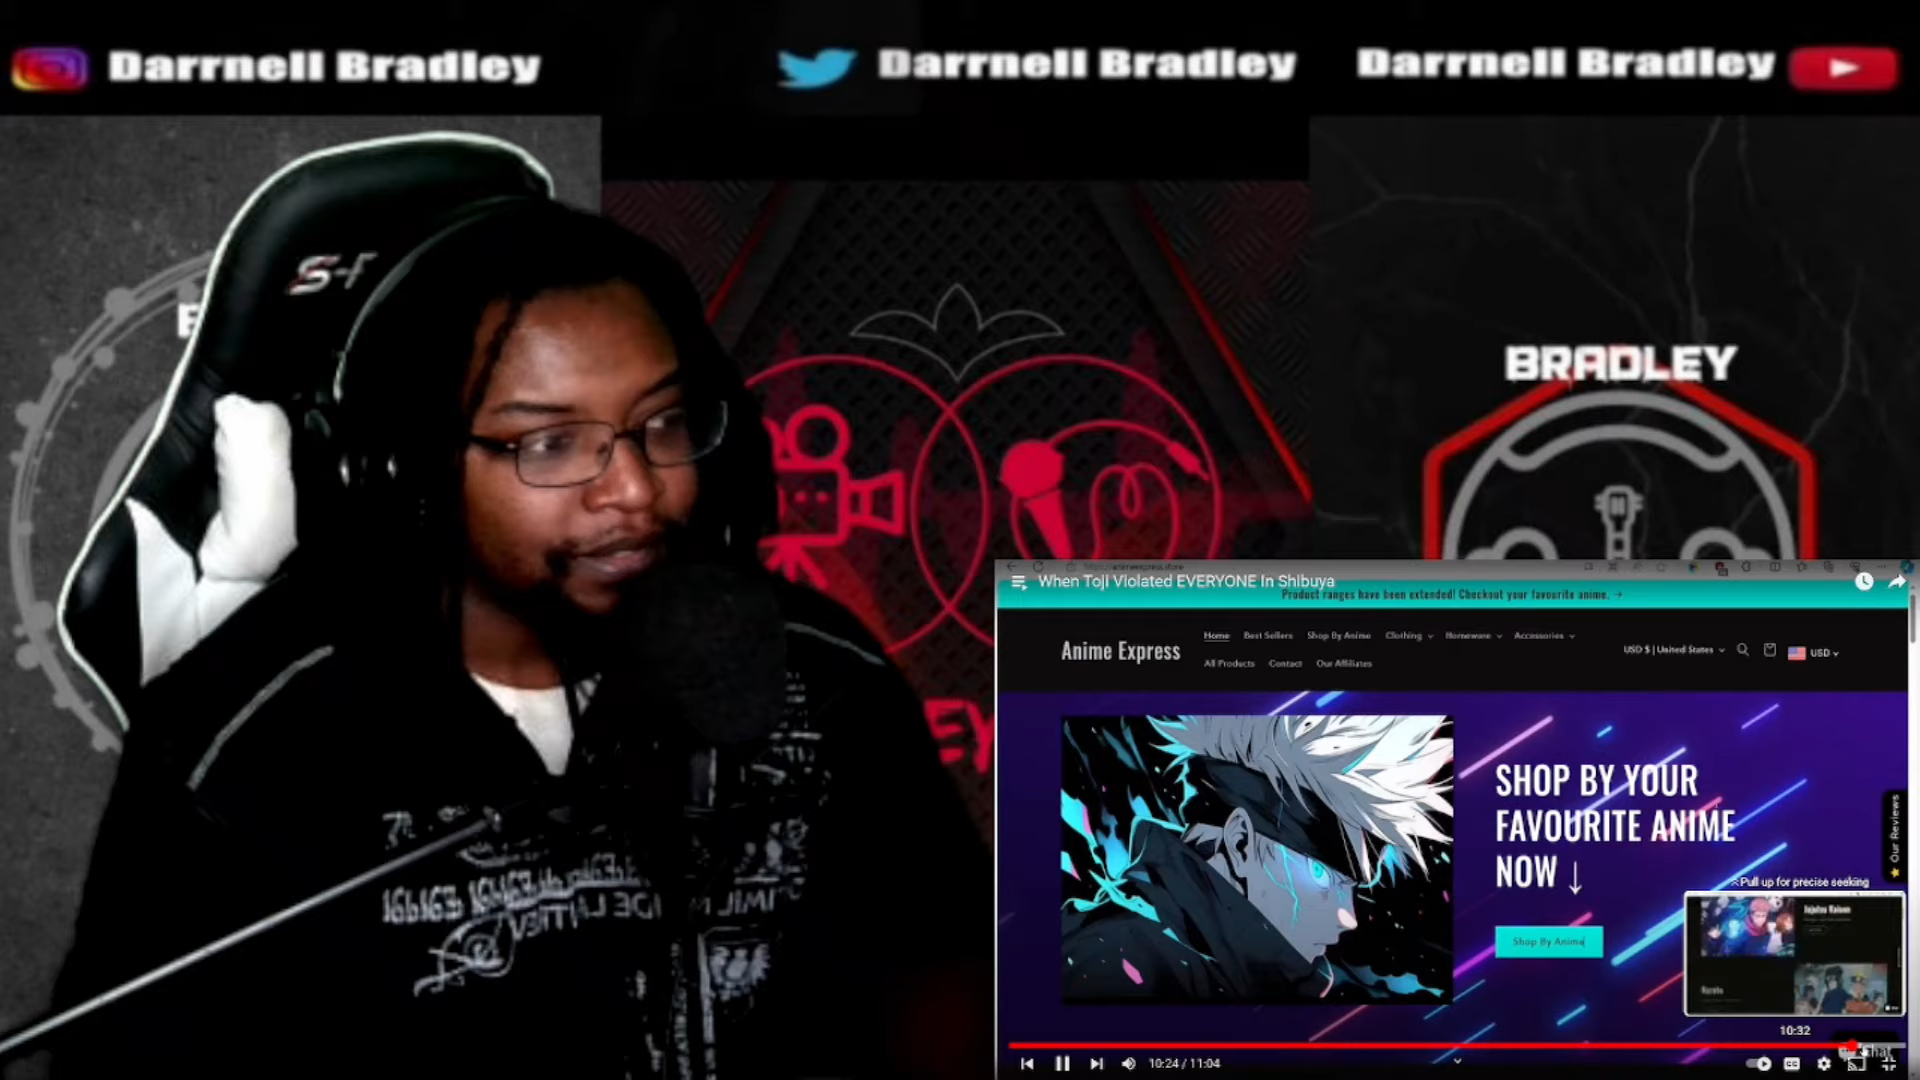 Darrnell Bradley
Darrnell Bradley
Darrnell Bradley
BRADLEY
When Toji Violated EVERYONE In Shibuya
Product ranges have been extended! Checkout your favourite anime. →
Anime Express
Home Best Sellers Shop By Anime Clothing Homeware Accessories
All Products Contact Our Affiliates
USD $ | United States
USD
SHOP BY YOUR
FAVOURITE ANIME
NOW ↓
Shop By Anime
Our Reviews
Pull up for precise seeking
Jujutsu Kaisen
Naruto
10:32
10:24 / 11:04
Chat